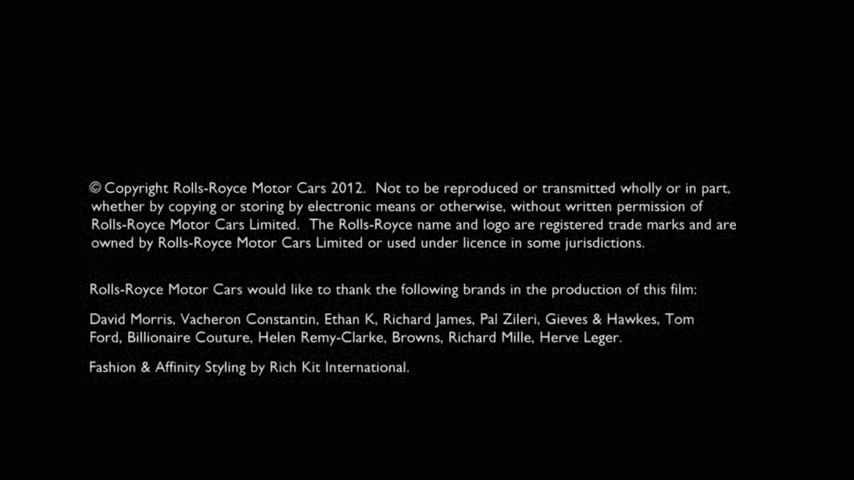 © Copyright Rolls-Royce Motor Cars 2012. Not to be reproduced or transmitted wholly or in part,
whether by copying or storing by electronic means or otherwise, without written permission of
Rolls-Royce Motor Cars Limited. The Rolls-Royce name and logo are registered trade marks and are
owned by Rolls-Royce Motor Cars Limited or used under licence in some jurisdictions.
Rolls-Royce Motor Cars would like to thank the following brands in the production of this film:
David Morris, Vacheron Constantin, Ethan K, Richard James, Pal Zileri, Gieves & Hawkes, Tom
Ford, Billionaire Couture, Helen Remy-Clarke, Browns, Richard Mille, Herve Leger.
Fashion & Affinity Styling by Rich Kit International.